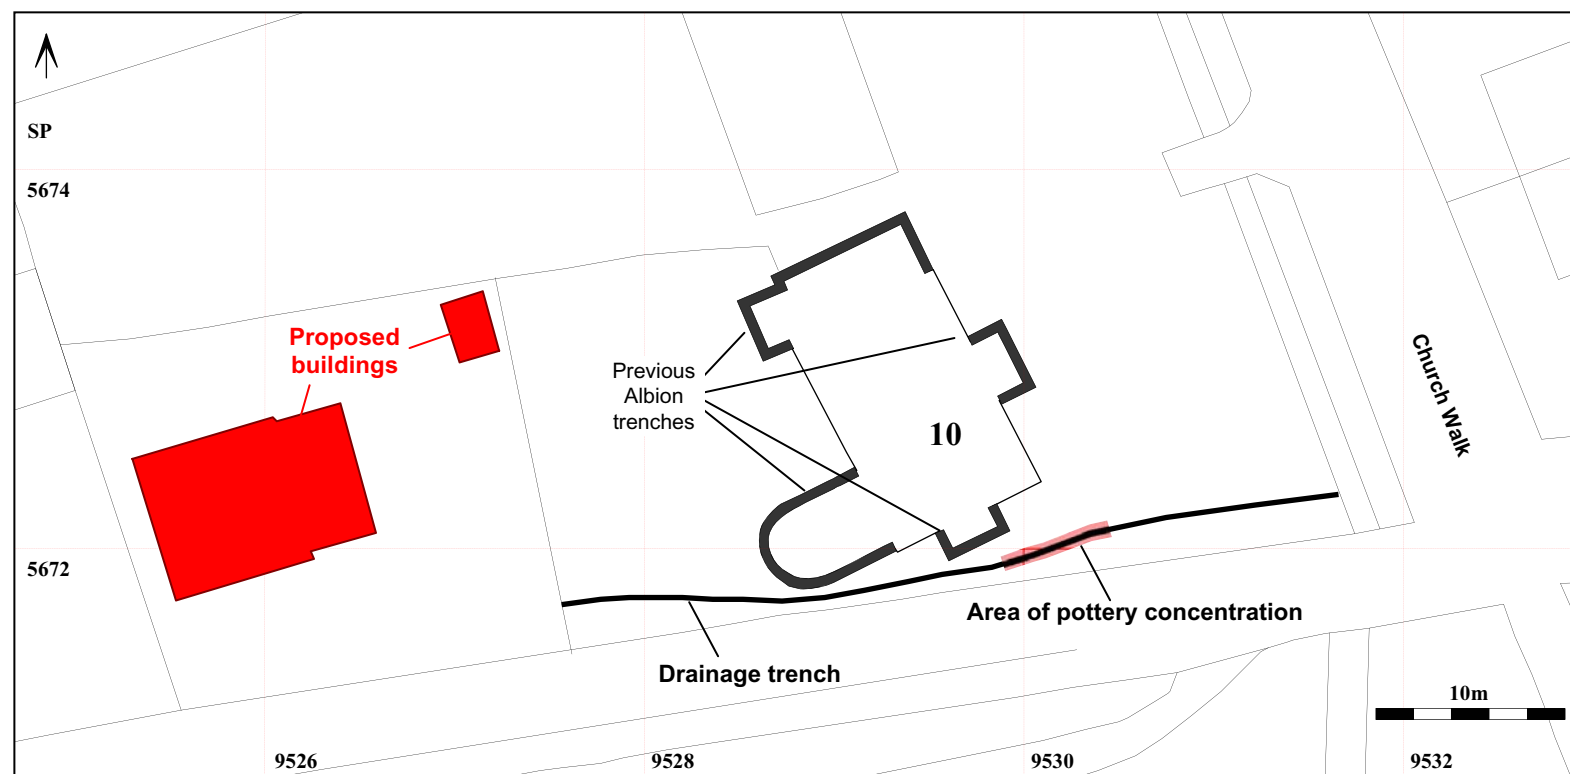 SP
5674
Proposed
buildings
Previous
Albion
trenches
Church Walk
10
5672
Area of pottery concentration
Drainage trench
10m
9526
9528
9530
9532